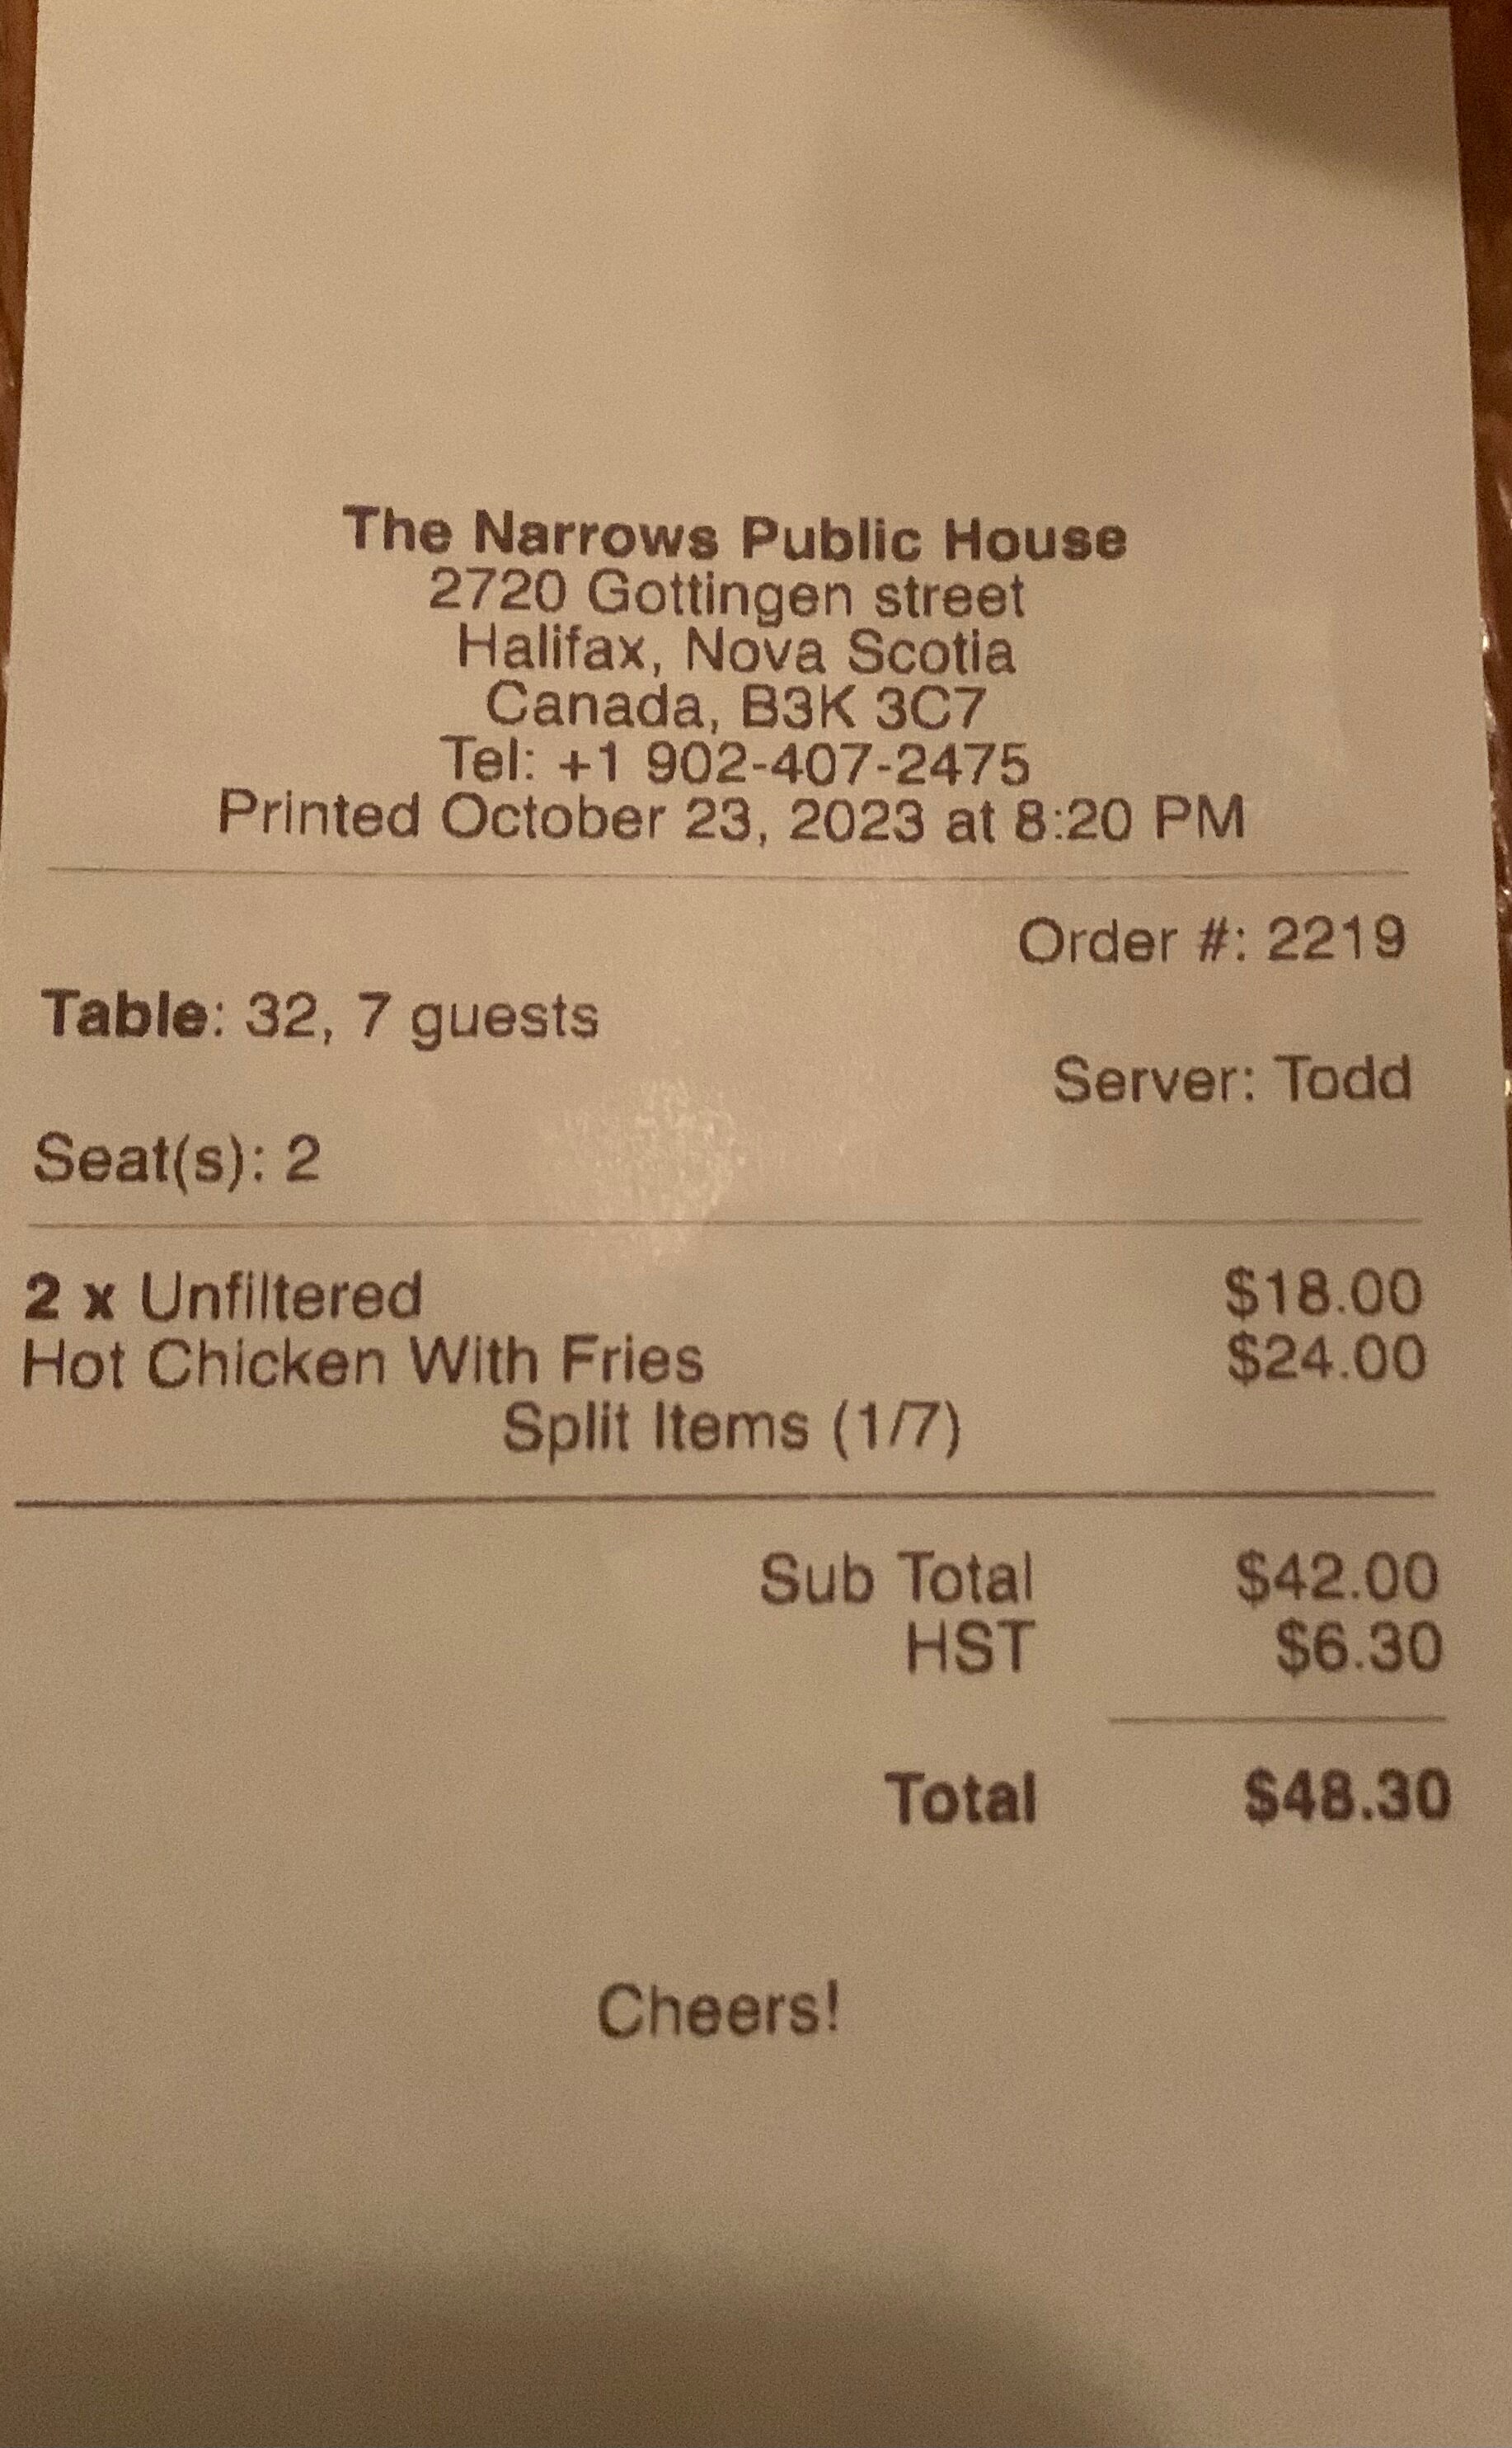 The Narrows Public House
2720 Gottingen street
Halifax, Nova Scotia
Canada, B3K 3C7
Tel: +1 902-407-2475
Printed October 23, 2023 at 8:20 PM
Order #: 2219
Table: 32, 7 guests
Server: Todd
Seat(s): 2
2 x Unfiltered $18.00
Hot Chicken With Fries $24.00
Split Items (1/7)
Sub Total $42.00
HST $6.30
Total $48.30
Cheers!